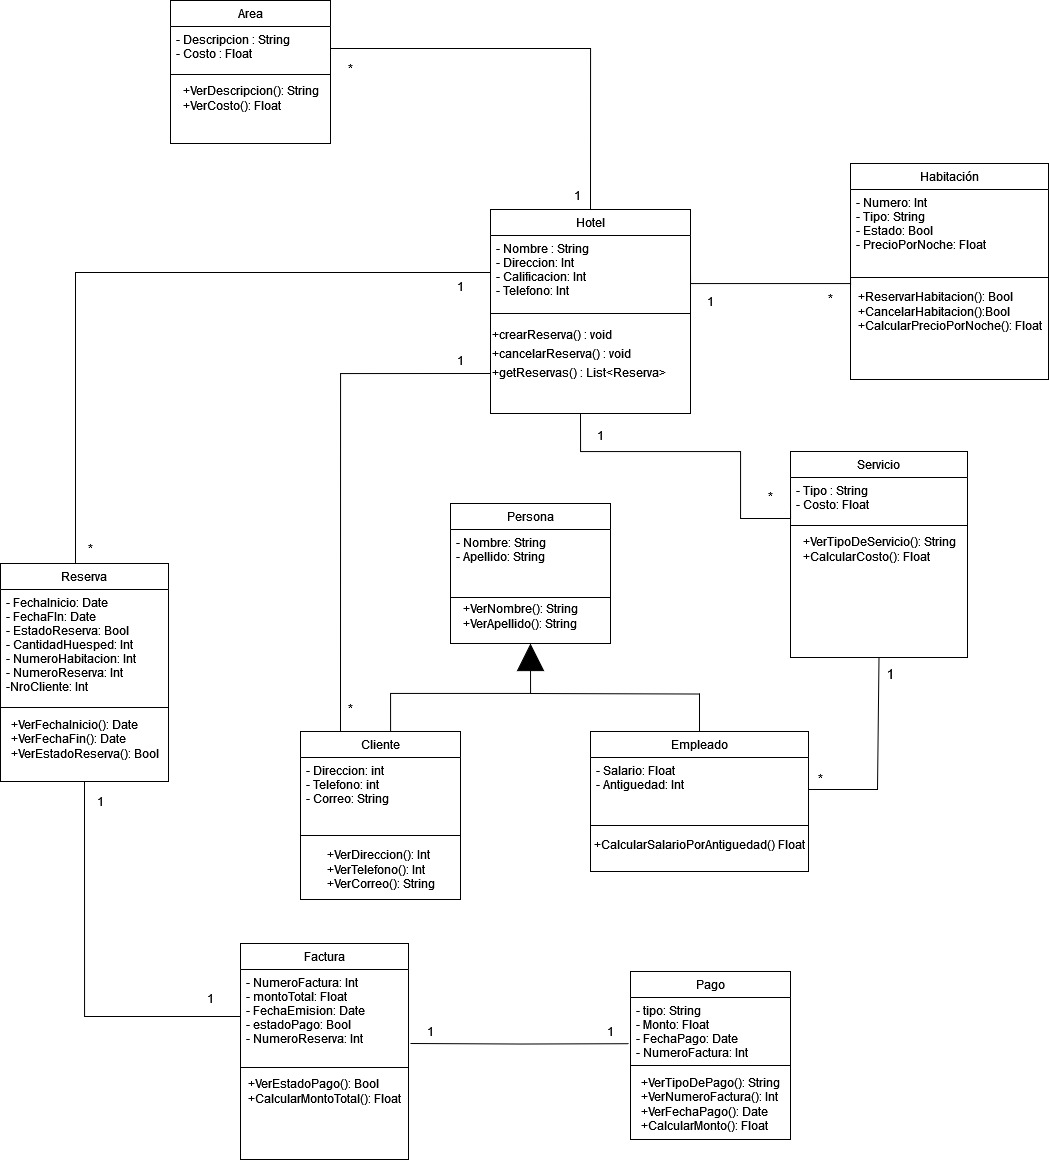 Area
- Descripcion : String
- Costo : Float
+VerDescripcion(): String
+VerCosto(): Float
*
1
Hotel
- Nombre : String
- Direccion: Int
- Calificacion: Int
- Telefono: Int
+crearReserva() : void
+cancelarReserva() : void
+getReservas() : List<Reserva>
1
*
Habitación
- Numero: Int
- Tipo: String
- Estado: Bool
- PrecioPorNoche: Float
+ReservarHabitacion(): Bool
+CancelarHabitacion():Bool
+CalcularPrecioPorNoche(): Float
1
1
1
*
Servicio
- Tipo : String
- Costo: Float
+VerTipoDeServicio(): String
+CalcularCosto(): Float
Persona
- Nombre: String
- Apellido: String
+VerNombre(): String
+VerApellido(): String
*
Reserva
- FechaInicio: Date
- FechaFIn: Date
- EstadoReserva: Bool
- CantidadHuesped: Int
- NumeroHabitacion: Int
- NumeroReserva: Int
-NroCliente: Int
+VerFechaInicio(): Date
+VerFechaFin(): Date
+VerEstadoReserva(): Bool
1
*
Cliente
- Direccion: int
- Telefono: int
- Correo: String
+VerDireccion(): Int
+VerTelefono(): Int
+VerCorreo(): String
Empleado
- Salario: Float
- Antiguedad: Int
+CalcularSalarioPorAntiguedad() Float
1
*
1
Factura
- NumeroFactura: Int
- montoTotal: Float
- FechaEmision: Date
- estadoPago: Bool
- NumeroReserva: Int
+VerEstadoPago(): Bool
+CalcularMontoTotal(): Float
1
1
Pago
- tipo: String
- Monto: Float
- FechaPago: Date
- NumeroFactura: Int
+VerTipoDePago(): String
+VerNumeroFactura(): Int
+VerFechaPago(): Date
+CalcularMonto(): Float